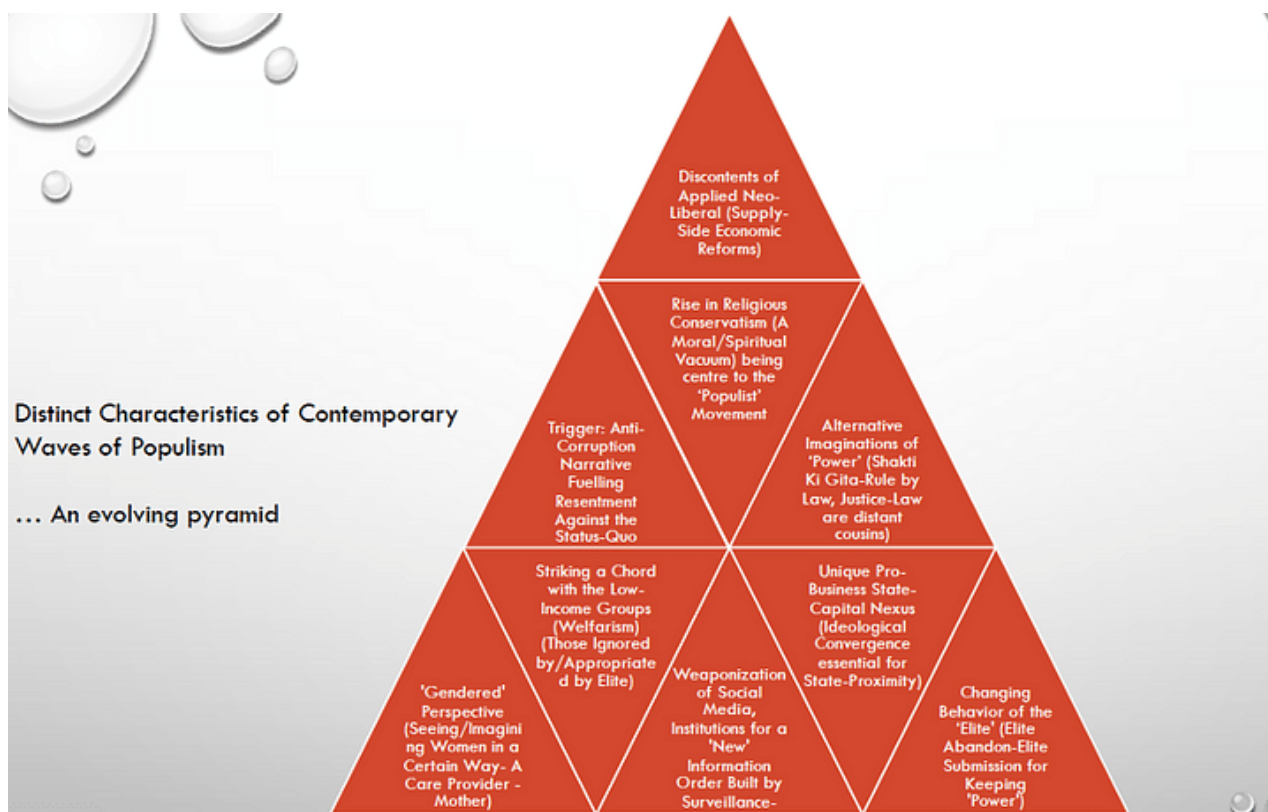 Discontents of
Applied Neo-
Liberal (Supply-
Side Economic
Reforms)
Rise in Religious
Conservatism (A
Moral/Spiritual
Vacuum) being
centre to the
‘Populist’
Movement
Trigger: Anti-
Corruption
Narrative
Fuelling
Resentment
Against the
Status-Quo
Alternative
Imaginations of
‘Power’ (Shakti
Ki Gita-Rule by
Law, Justice-Law
are distant
cousins)
Distinct Characteristics of Contemporary
Waves of Populism
... An evolving pyramid
Striking a Chord
with the Low-
Income Groups
(Welfarism)
(Those Ignored
by/Appropriate
d by Elite)
Unique Pro-
Business State-
Capital Nexus
(Ideological
Convergence
essential for
State-Proximity)
'Gendered'
Perspective
(Seeing/Imagini
ng Women in a
Certain Way- A
Care Provider -
Mother)
Weaponization
of Social
Media,
Institutions for a
'New'
Information
Order Built by
Surveillance-
Changing
Behavior of the
‘Elite’ (Elite
Abandon-Elite
Submission for
Keeping
'Power')